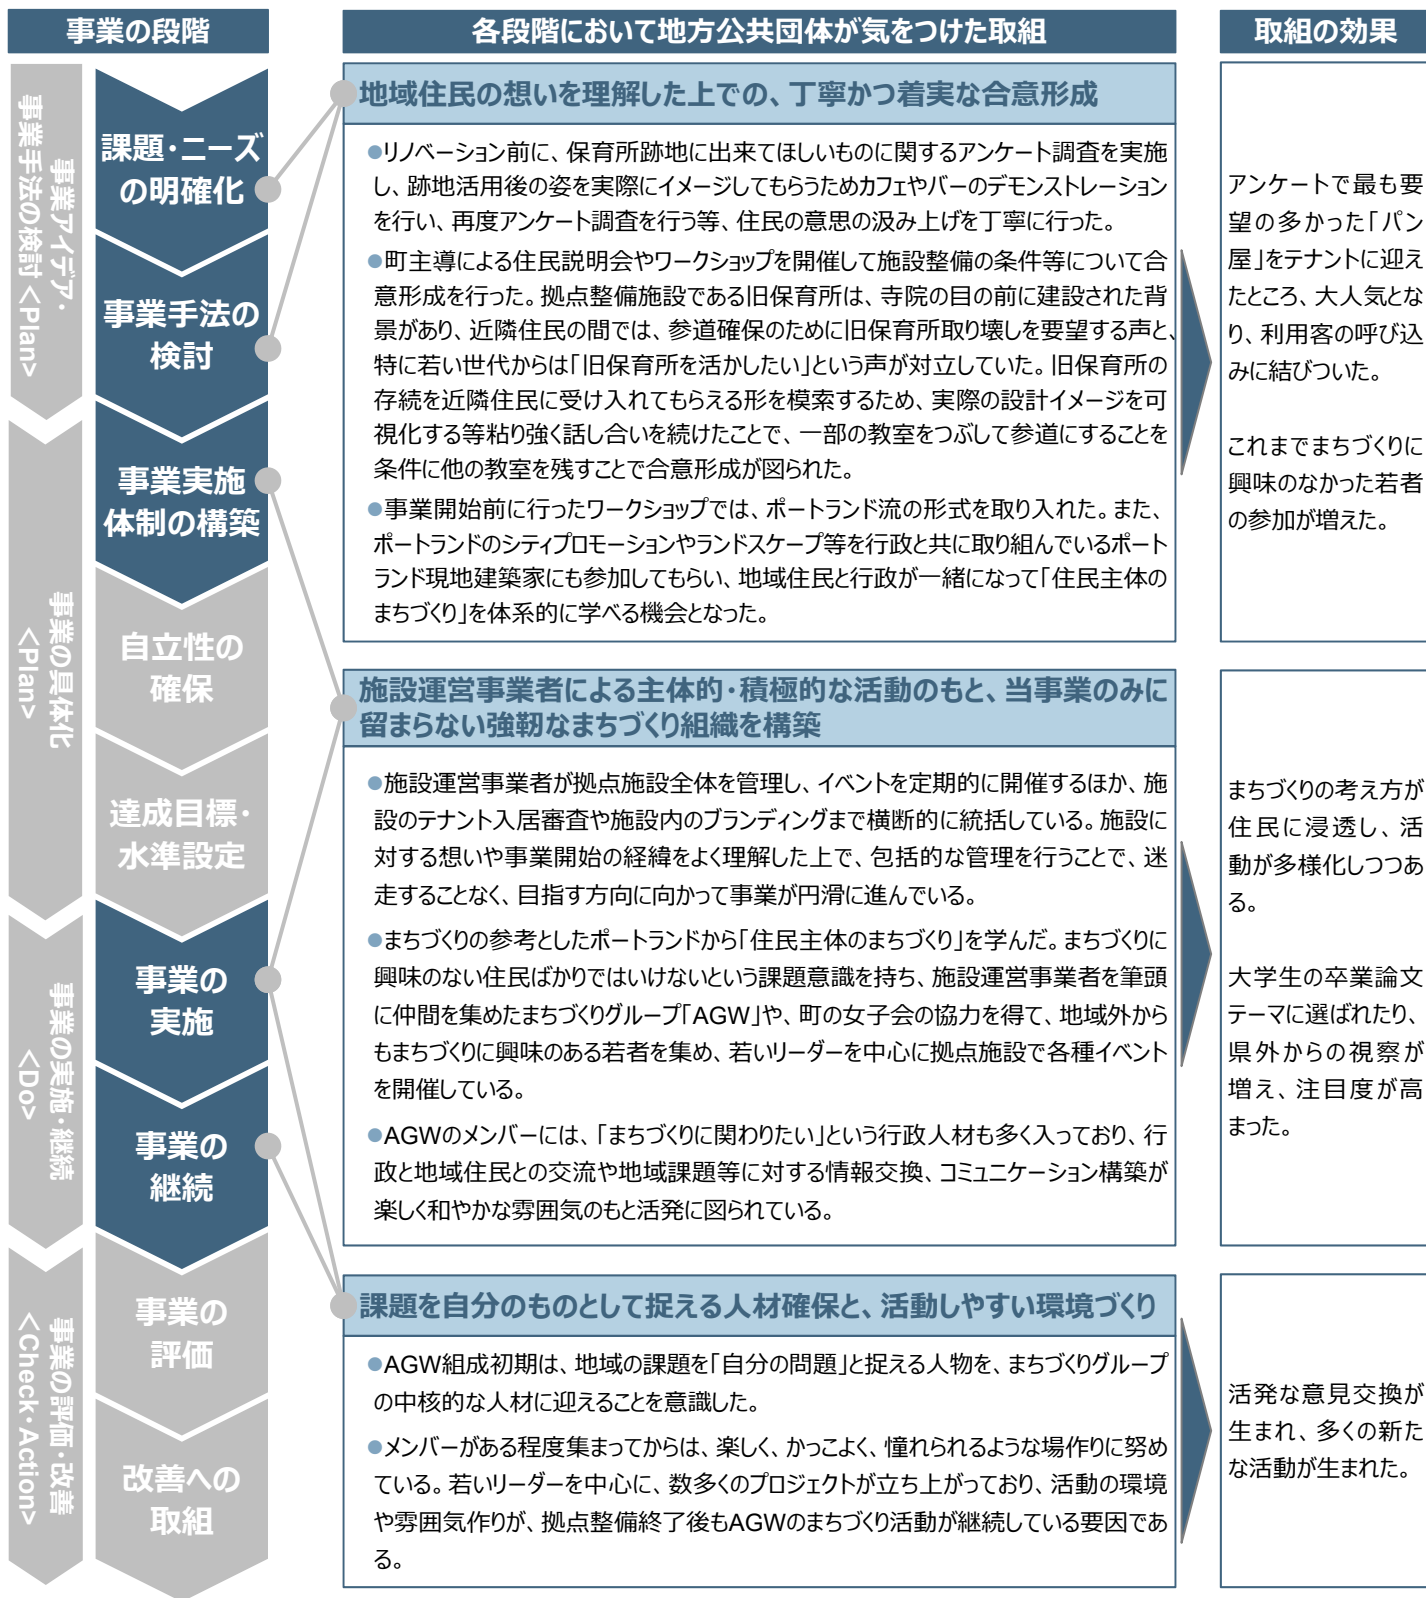 事業の段階
各段階において地方公共団体が気をつけた取組
取組の効果
事業アイデア・
事業手法の検討 <Plan>
課題・ニーズ
の明確化
事業手法の
検討
事業の具体化
<Plan>
事業実施
体制の構築
自立性の
確保
達成目標・
水準設定
事業の実施・継続
<Do>
事業の
実施
事業の
継続
事業の評価・改善
<Check・Action>
事業の
評価
改善への
取組
地域住民の想いを理解した上での、丁寧かつ着実な合意形成
●リノベーション前に、保育所跡地に出来てほしいものに関するアンケート調査を実施
し、跡地活用後の姿を実際にイメージしてもらうためカフェやバーのデモンストレーション
を行い、再度アンケート調査を行う等、住民の意思の汲み上げを丁寧に行った。
●町主導による住民説明会やワークショップを開催して施設整備の条件等について合
意形成を行った。拠点整備施設である旧保育所は、寺院の目の前に建設された背
景があり、近隣住民の間では、参道確保のために旧保育所取り壊しを要望する声と、
特に若い世代からは「旧保育所を活かしたい」という声が対立していた。旧保育所の
存続を近隣住民に受け入れてもらえる形を模索するため、実際の設計イメージを可
視化する等粘り強く話し合いを続けたことで、一部の教室をつぶして参道にすることを
条件に他の教室を残すことで合意形成が図られた。
●事業開始前に行ったワークショップでは、ポートランド流の形式を取り入れた。また、
ポートランドのシティプロモーションやランドスケープ等を行政と共に取り組んでいるポート
ランド現地建築家にも参加してもらい、地域住民と行政が一緒になって「住民主体の
まちづくり」を体系的に学べる機会となった。
アンケートで最も要
望の多かった「パン
屋」をテナントに迎え
たところ、大人気とな
り、利用客の呼び込
みに結びついた。
これまでまちづくりに
興味のなかった若者
の参加が増えた。
施設運営事業者による主体的・積極的な活動のもと、当事業のみに
留まらない強靭なまちづくり組織を構築
●施設運営事業者が拠点施設全体を管理し、イベントを定期的に開催するほか、施
設のテナント入居審査や施設内のブランディングまで横断的に統括している。施設に
対する想いや事業開始の経緯をよく理解した上で、包括的な管理を行うことで、迷
走することなく、目指す方向に向かって事業が円滑に進んでいる。
●まちづくりの参考としたポートランドから「住民主体のまちづくり」を学んだ。まちづくりに
興味のない住民ばかりではいけないという課題意識を持ち、施設運営事業者を筆頭
に仲間を集めたまちづくりグループ「AGW」や、町の女子会の協力を得て、地域外から
もまちづくりに興味のある若者を集め、若いリーダーを中心に拠点施設で各種イベント
を開催している。
●AGWのメンバーには、「まちづくりに関わりたい」という行政人材も多く入っており、行
政と地域住民との交流や地域課題等に対する情報交換、コミュニケーション構築が
楽しく和やかな雰囲気のもと活発に図られている。
まちづくりの考え方が
住民に浸透し、活
動が多様化しつつあ
る。
大学生の卒業論文
テーマに選ばれたり、
県外からの視察が
増え、注目度が高
まった。
課題を自分のものとして捉える人材確保と、活動しやすい環境づくり
●AGW組成初期は、地域の課題を「自分の問題」と捉える人物を、まちづくりグループ
の中核的な人材に迎えることを意識した。
●メンバーがある程度集まってからは、楽しく、かっこよく、憧れられるような場作りに努め
ている。若いリーダーを中心に、数多くのプロジェクトが立ち上がっており、活動の環境
や雰囲気作りが、拠点整備終了後もAGWのまちづくり活動が継続している要因であ
る。
活発な意見交換が
生まれ、多くの新た
な活動が生まれた。